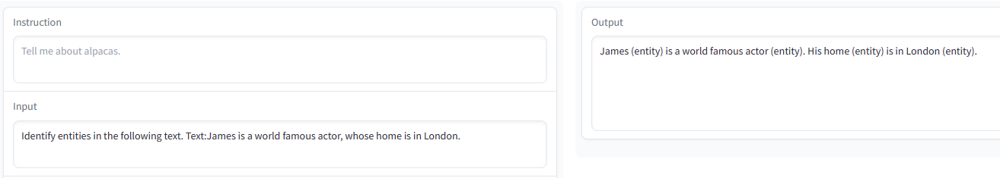 Instruction
Tell me about alpacas.
Input
Identify entities in the following text. Text:James is a world famous actor, whose home is in London.
Output
James (entity) is a world famous actor (entity). His home (entity) is in London (entity).